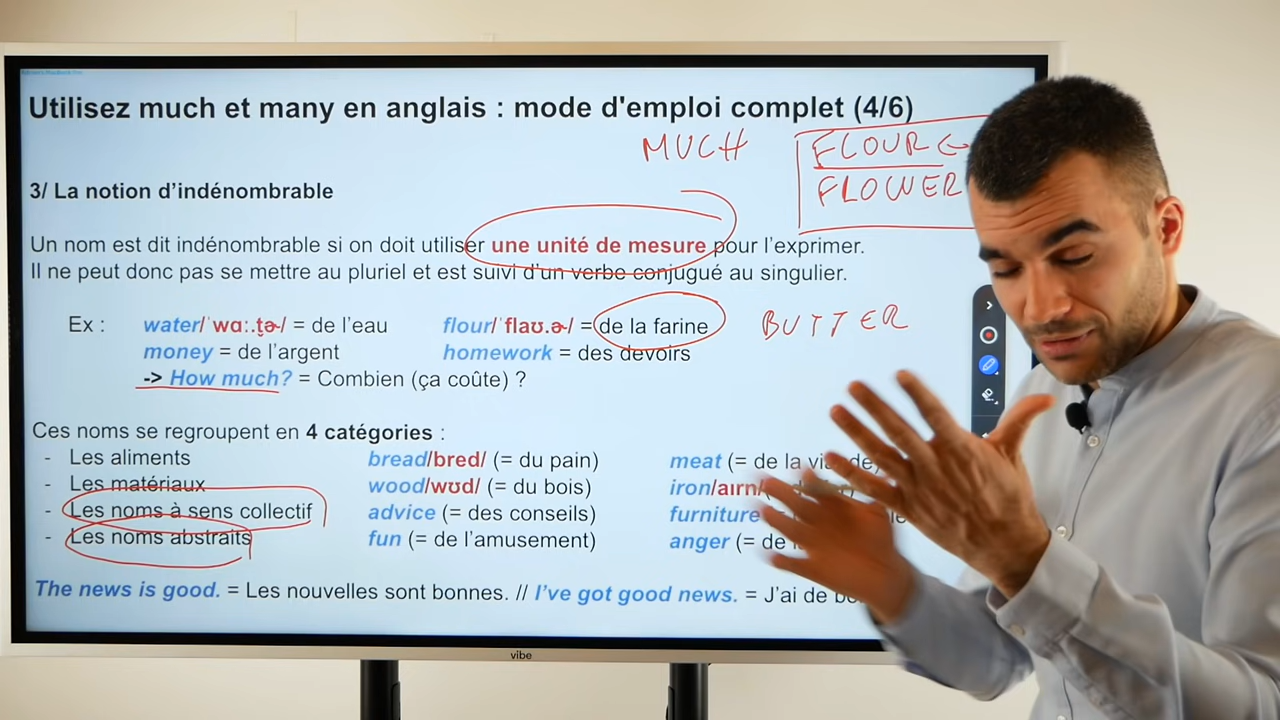 Utilisez much et many en anglais : mode d'emploi complet (4/6)
MUCH
FLOUR
FLOWER
3/ La notion d'indénombrable
Un nom est dit indénombrable si on doit utiliser une unité de mesure pour l'exprimer.
Il ne peut donc pas se mettre au pluriel et est suivi d'un verbe conjugué au singulier.
Ex : water/ˈwɑː.t̬ɚ/ = de l'eau flour/ˈflaʊ.ɚ/ = de la farine BUTTER
money = de l'argent homework = des devoirs
-> How much? = Combien (ça coûte) ?
Ces noms se regroupent en 4 catégories :
- Les aliments bread/bred/ (= du pain) meat (= de la viande)
- Les matériaux wood/wʊd/ (= du bois) iron/aɪrn/
- Les noms à sens collectif advice (= des conseils) furniture
- Les noms abstraits fun (= de l'amusement) anger (= de
The news is good. = Les nouvelles sont bonnes. // I've got good news. = J'ai de
vibe